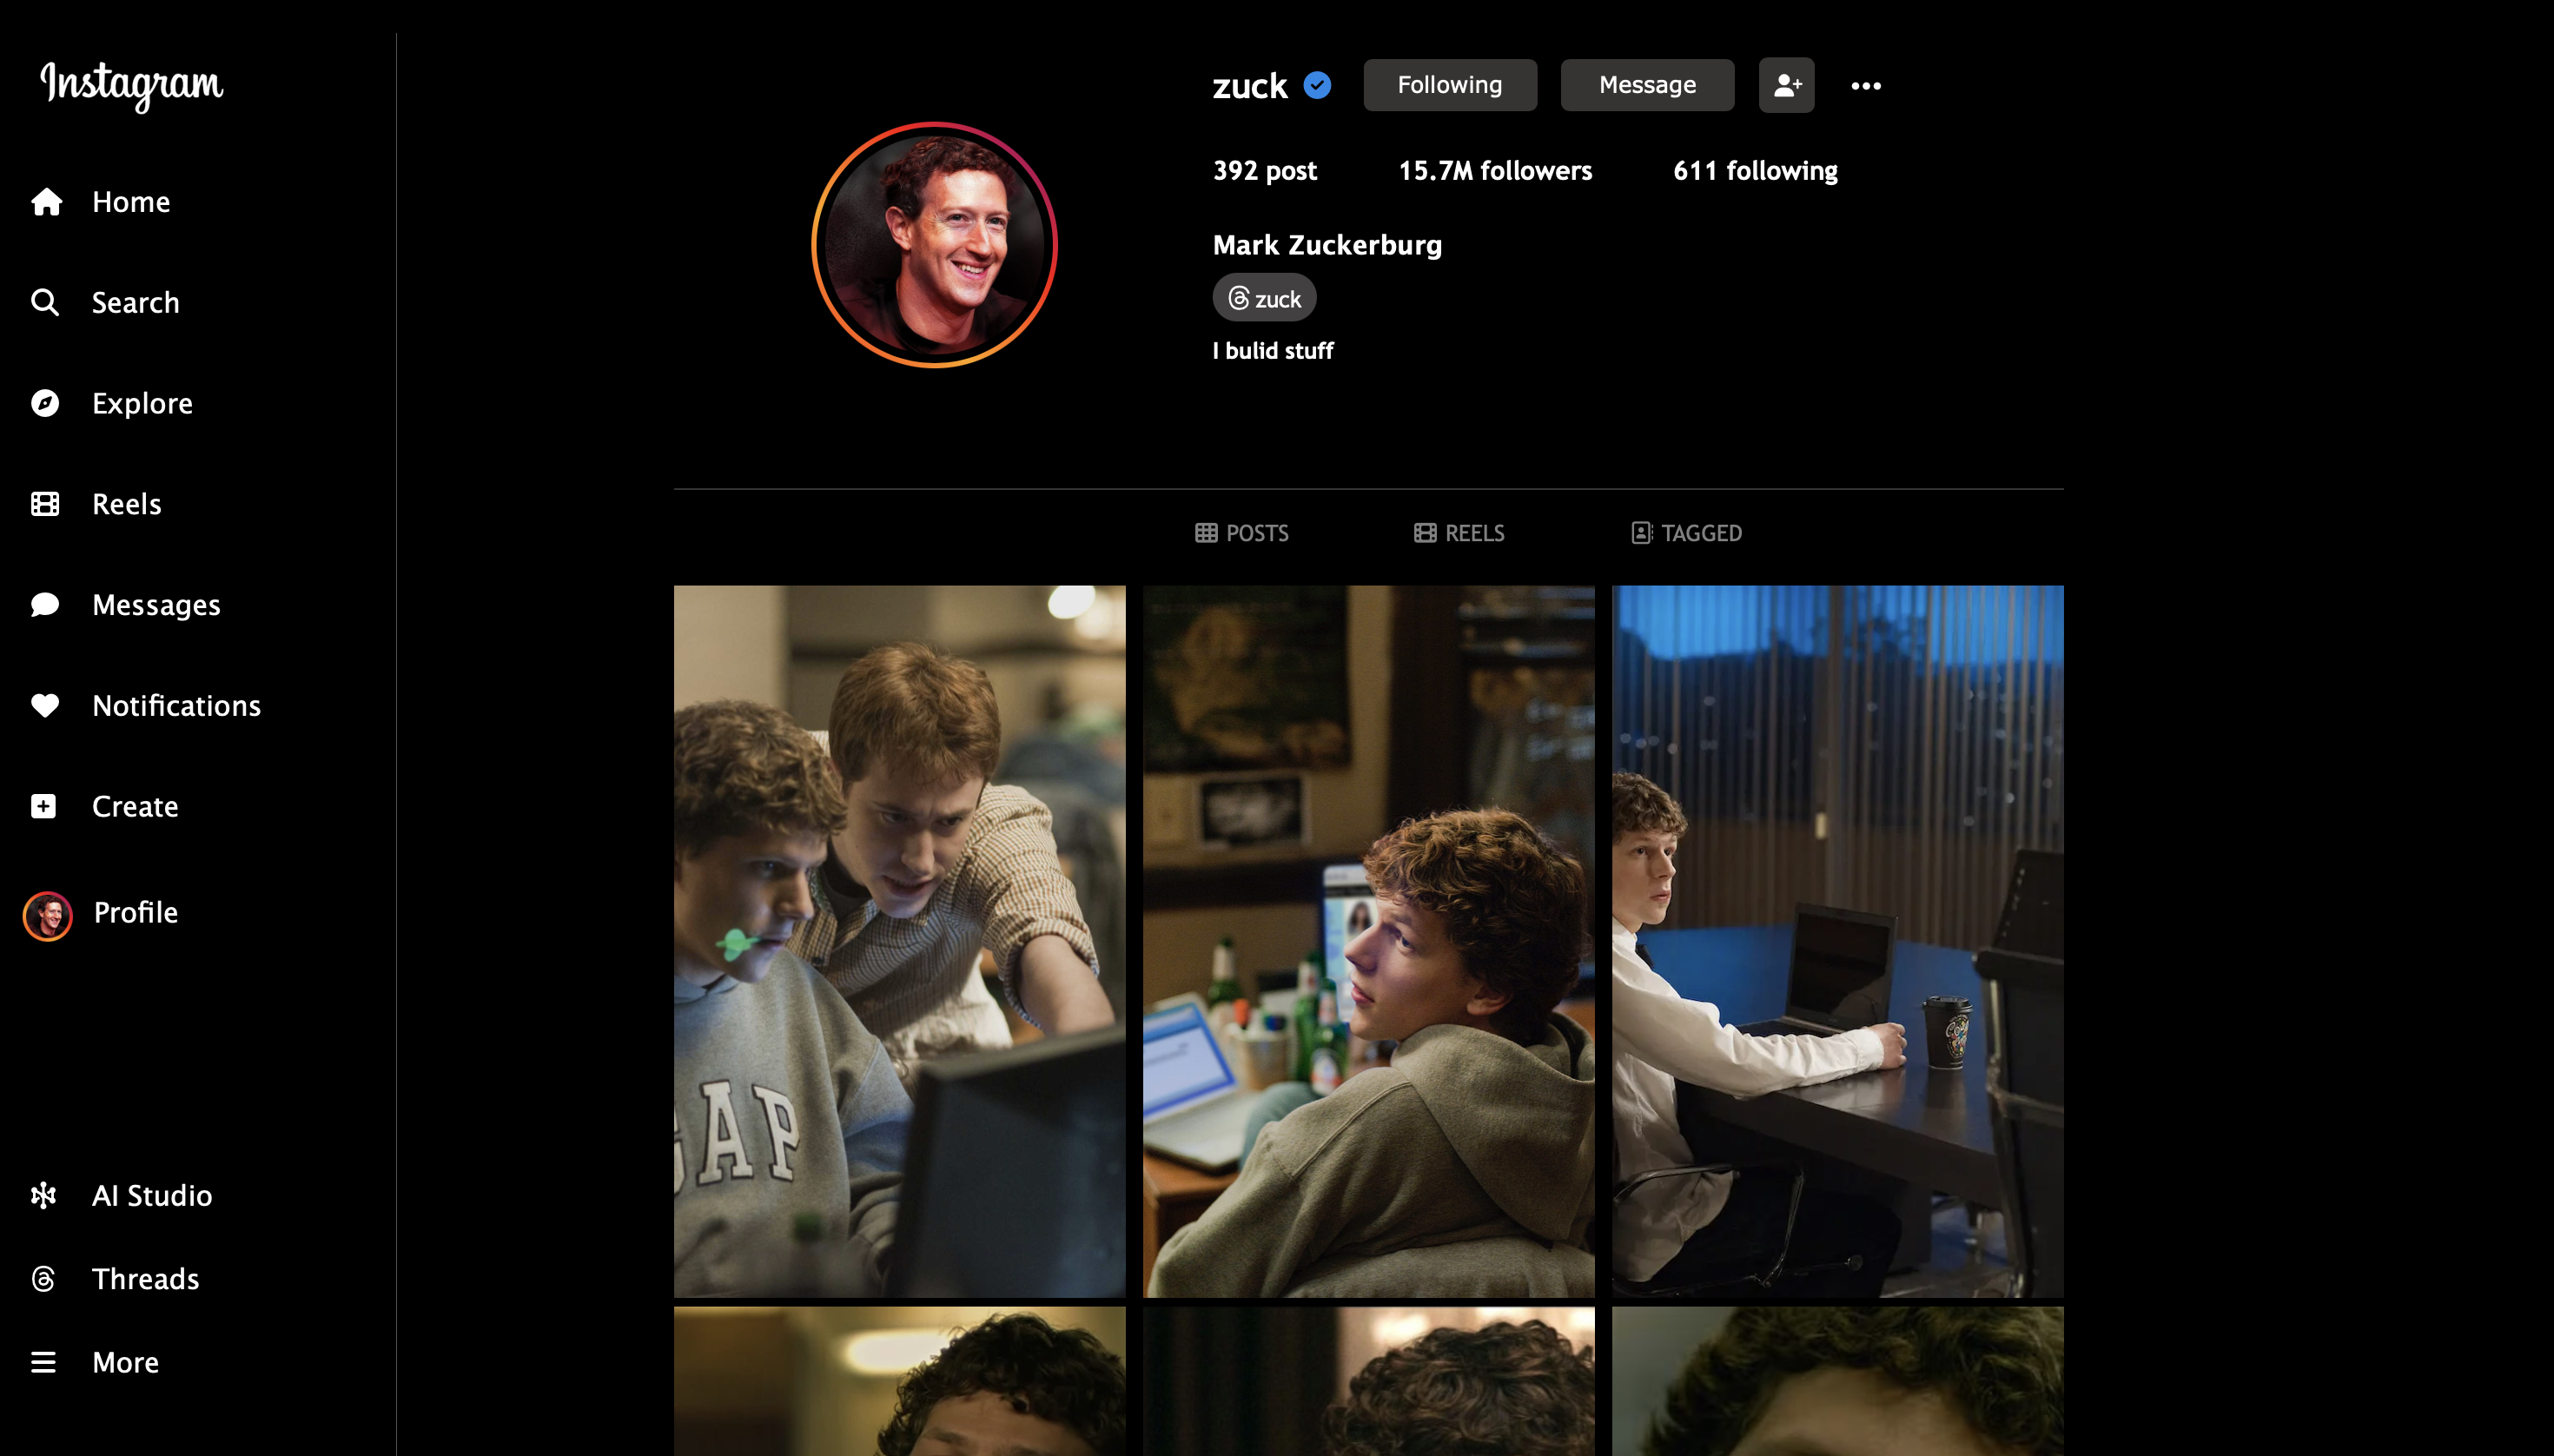 Instagram
Home
Search
Explore
Reels
Messages
Notifications
Create
Profile
AI Studio
Threads
More
zuck
Following
Message
392 post 15.7M followers 611 following
Mark Zuckerburg
zuck
I bulid stuff
POSTS REELS TAGGED
GAP